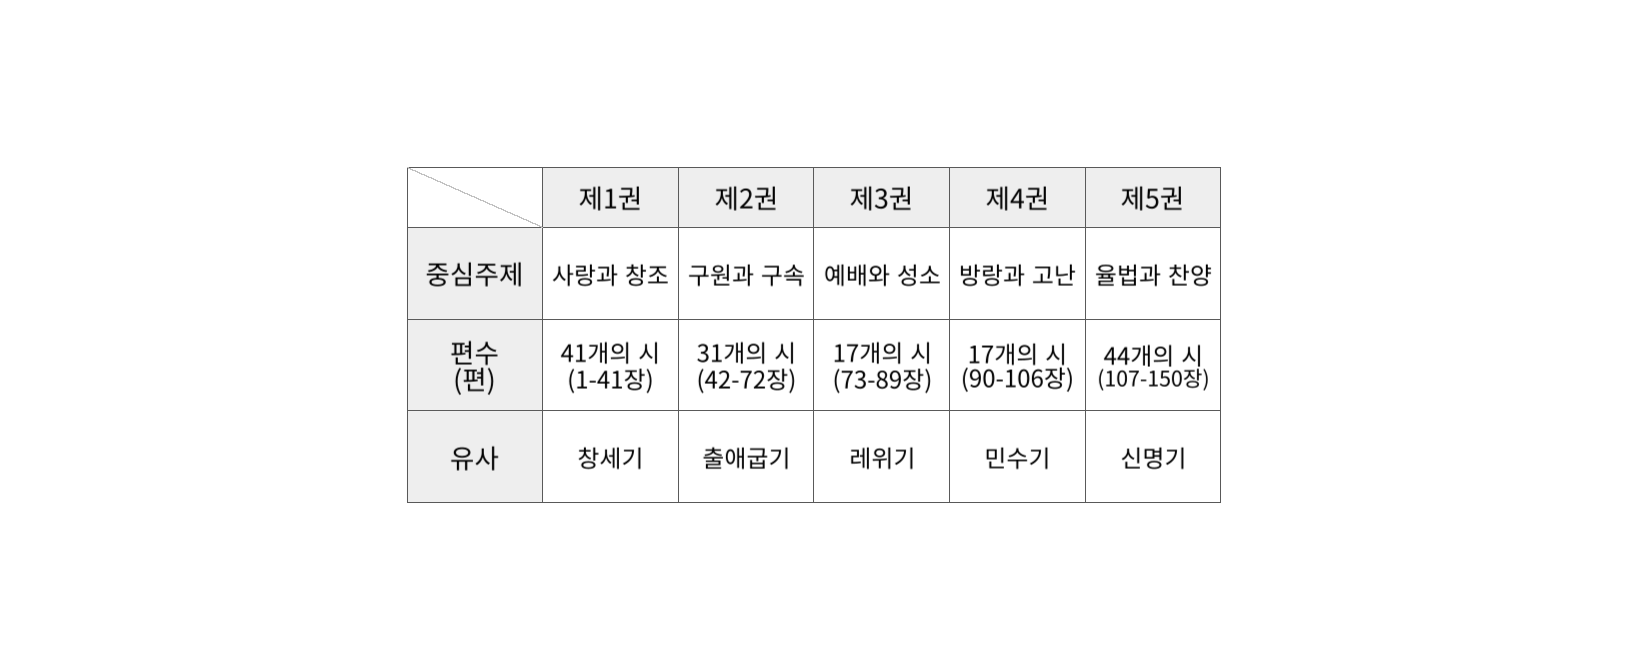 제1권 제2권 제3권 제4권 제5권
중심주제 사랑과 창조 구원과 구속 예배와 성소 방랑과 고난 율법과 찬양
편수 41개의 시 31개의 시 17개의 시 17개의 시 44개의 시
(편) (1-41장) (42-72장) (73-89장) (90-106장) (107-150장)
유사 창세기 출애굽기 레위기 민수기 신명기